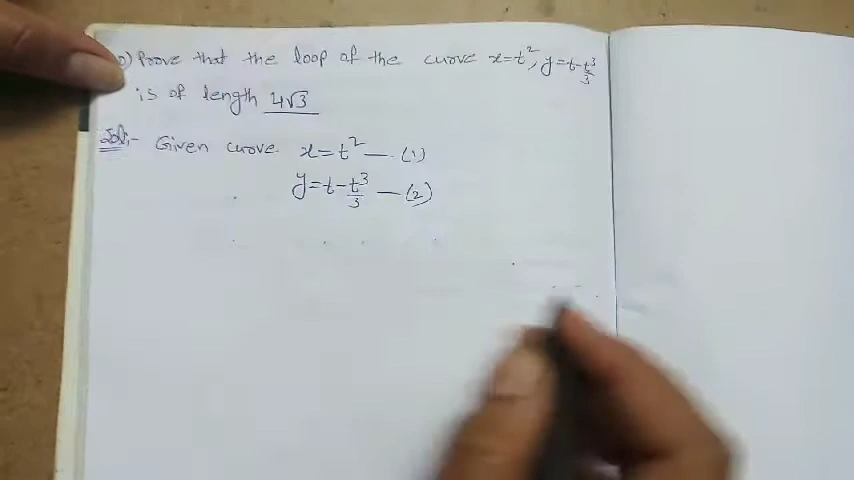 ) Prove that the loop of the curve x=t², y=t-t³/3
is of length 4√3
Sol:- Given curve x=t² — (1)
y=t-t³/3 — (2)